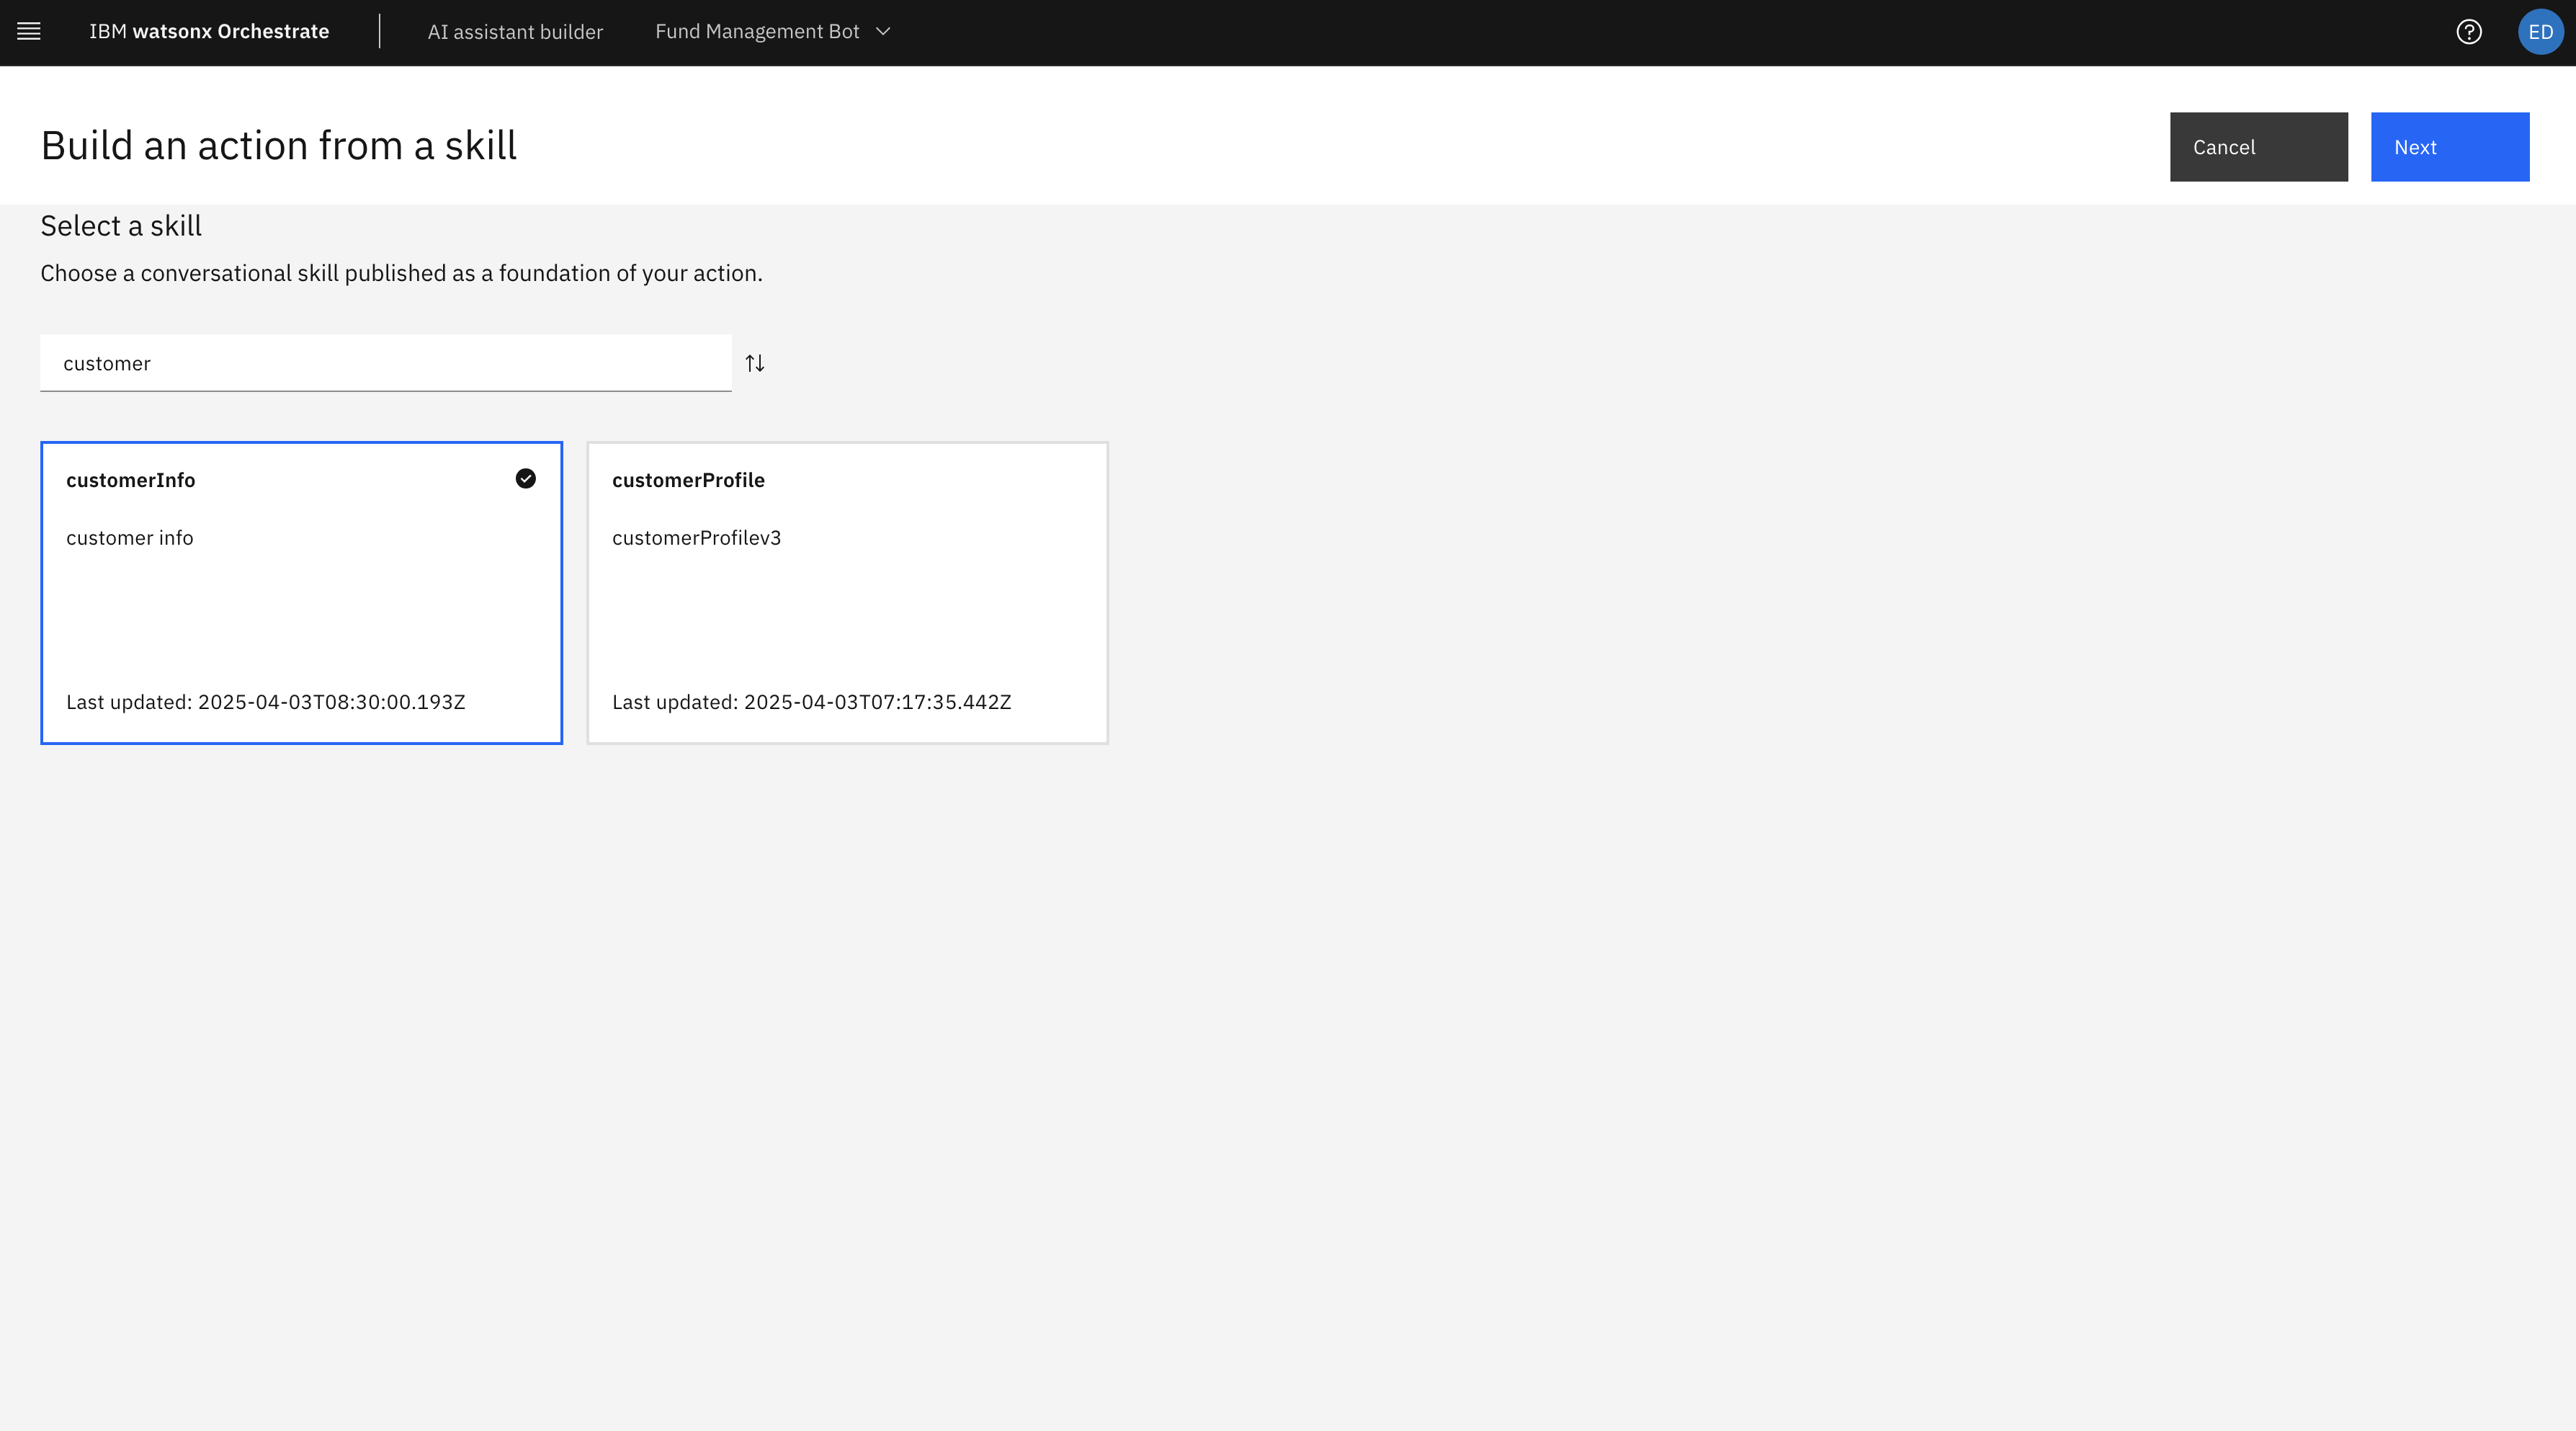 IBM watsonx Orchestrate
AI assistant builder
Fund Management Bot
ED
Build an action from a skill
Cancel
Next
Select a skill
Choose a conversational skill published as a foundation of your action.
customer
customerInfo
customer info
Last updated: 2025-04-03T08:30:00.193Z
customerProfile
customerProfilev3
Last updated: 2025-04-03T07:17:35.442Z